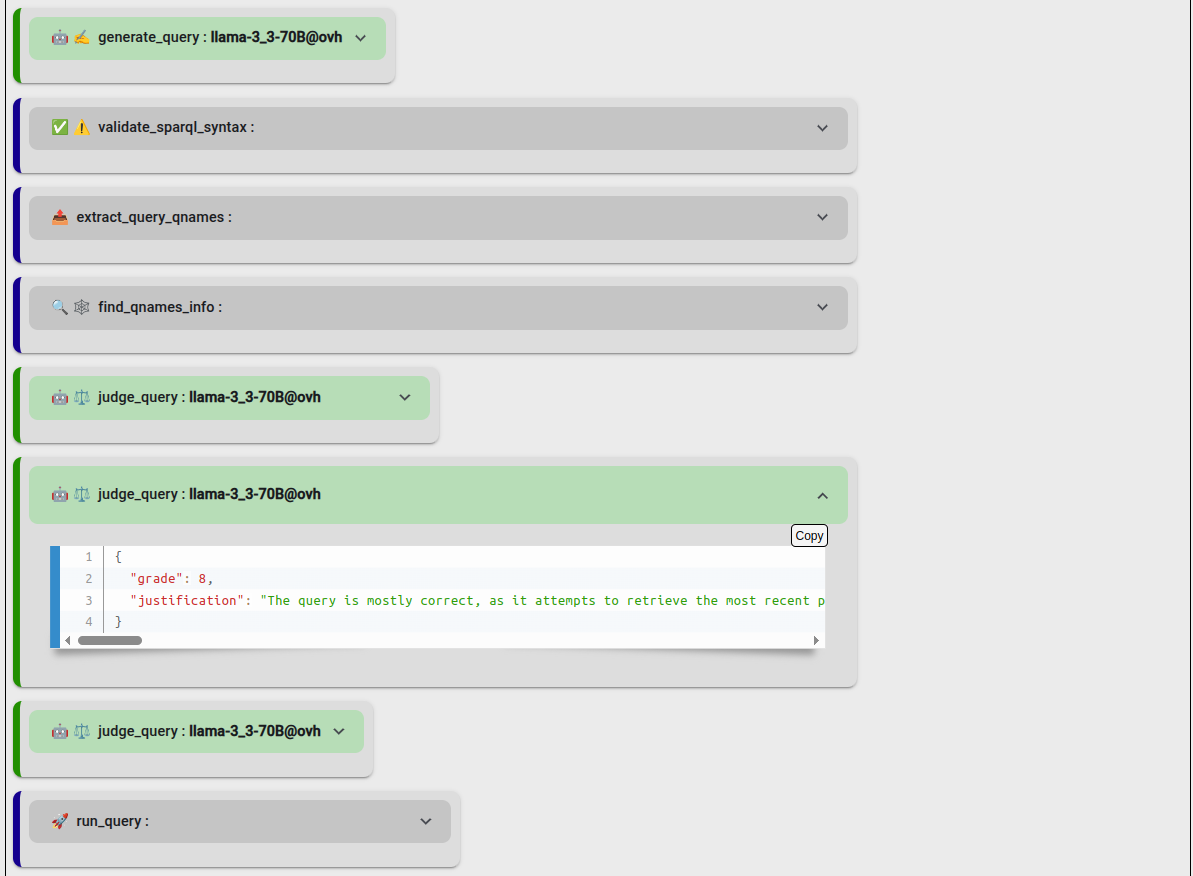 🤖 ✍️ generate_query : llama-3_3-70B@ovh
✅ ⚠️ validate_sparql_syntax :
📤 extract_query_qnames :
🔍 🕸️ find_qnames_info :
🤖 ⚖️ judge_query : llama-3_3-70B@ovh
🤖 ⚖️ judge_query : llama-3_3-70B@ovh
Copy
1 {
2 "grade": 8,
3 "justification": "The query is mostly correct, as it attempts to retrieve the most recent p
4 }
🤖 ⚖️ judge_query : llama-3_3-70B@ovh
🚀 run_query :